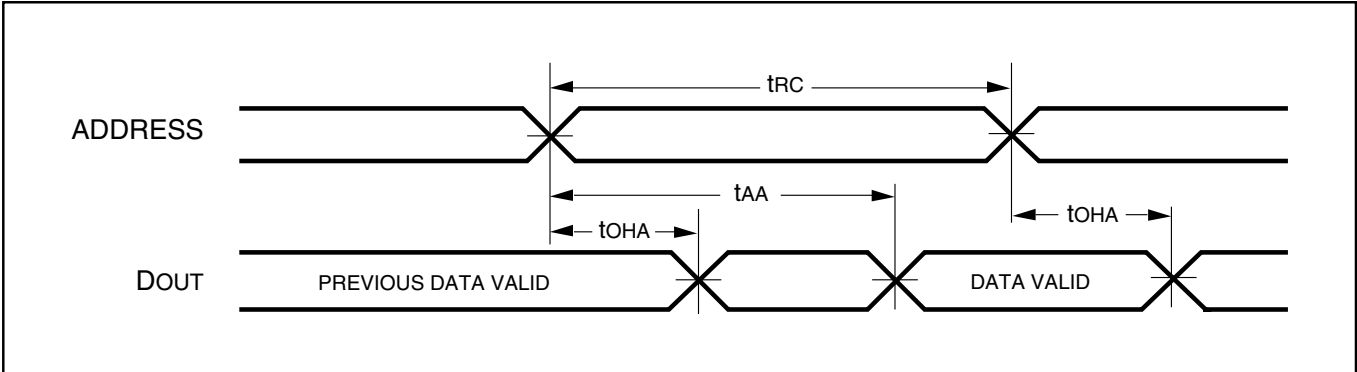 tRC
ADDRESS
tAA
tOHA
tOHA
DOUT
PREVIOUS DATA VALID
DATA VALID